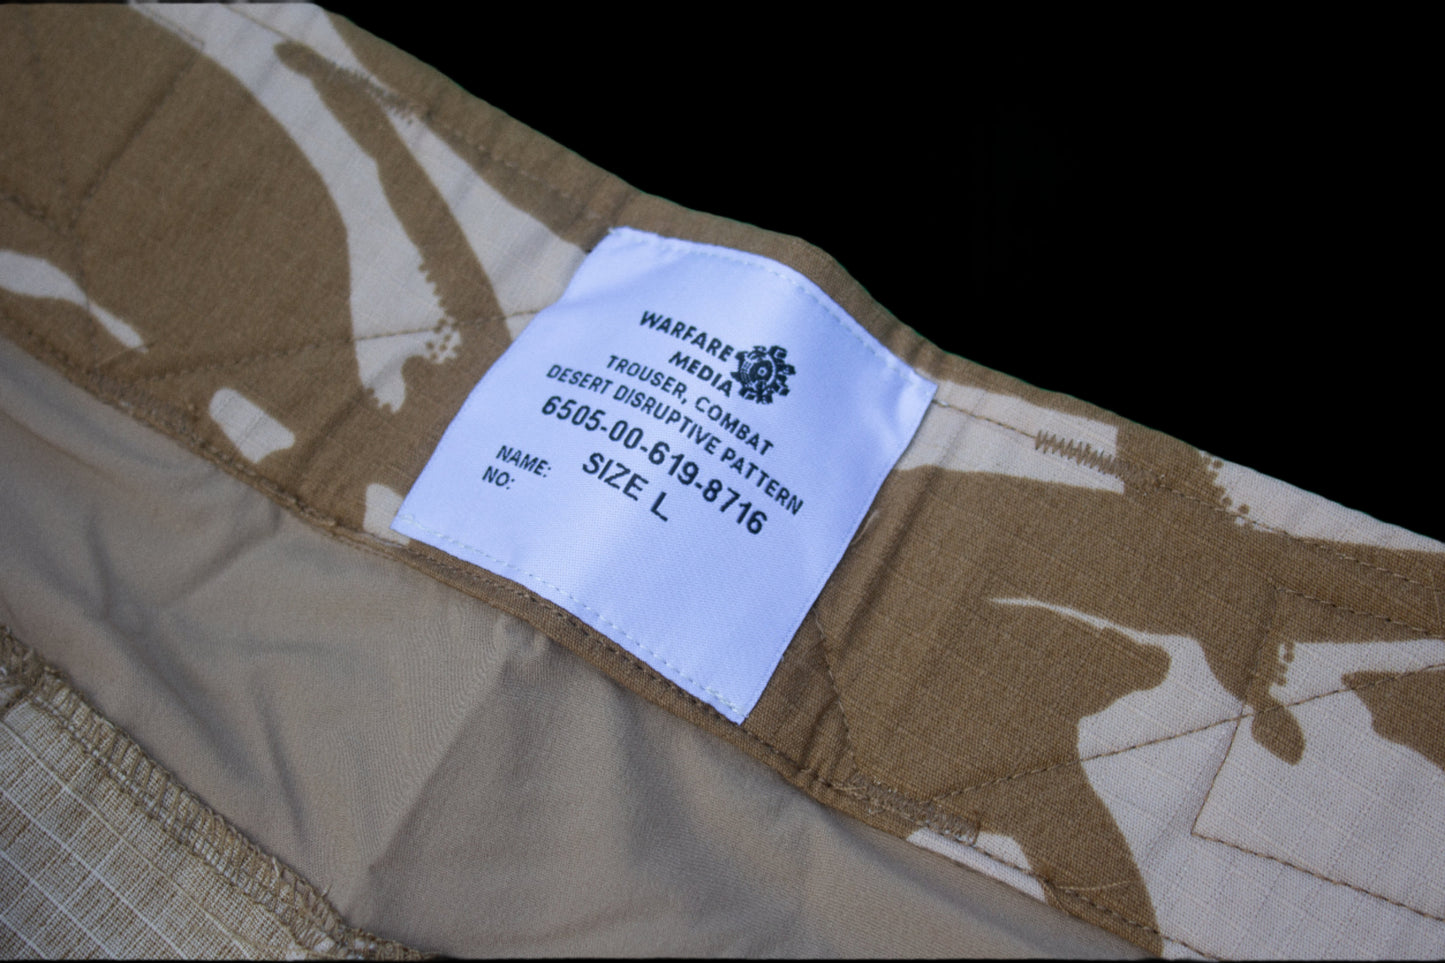 WARFARE
MEDIA
TROUSER, COMBAT
DESERT DISRUPTIVE PATTERN
6505-00-619-8716
SIZE L
NAME:
NO: